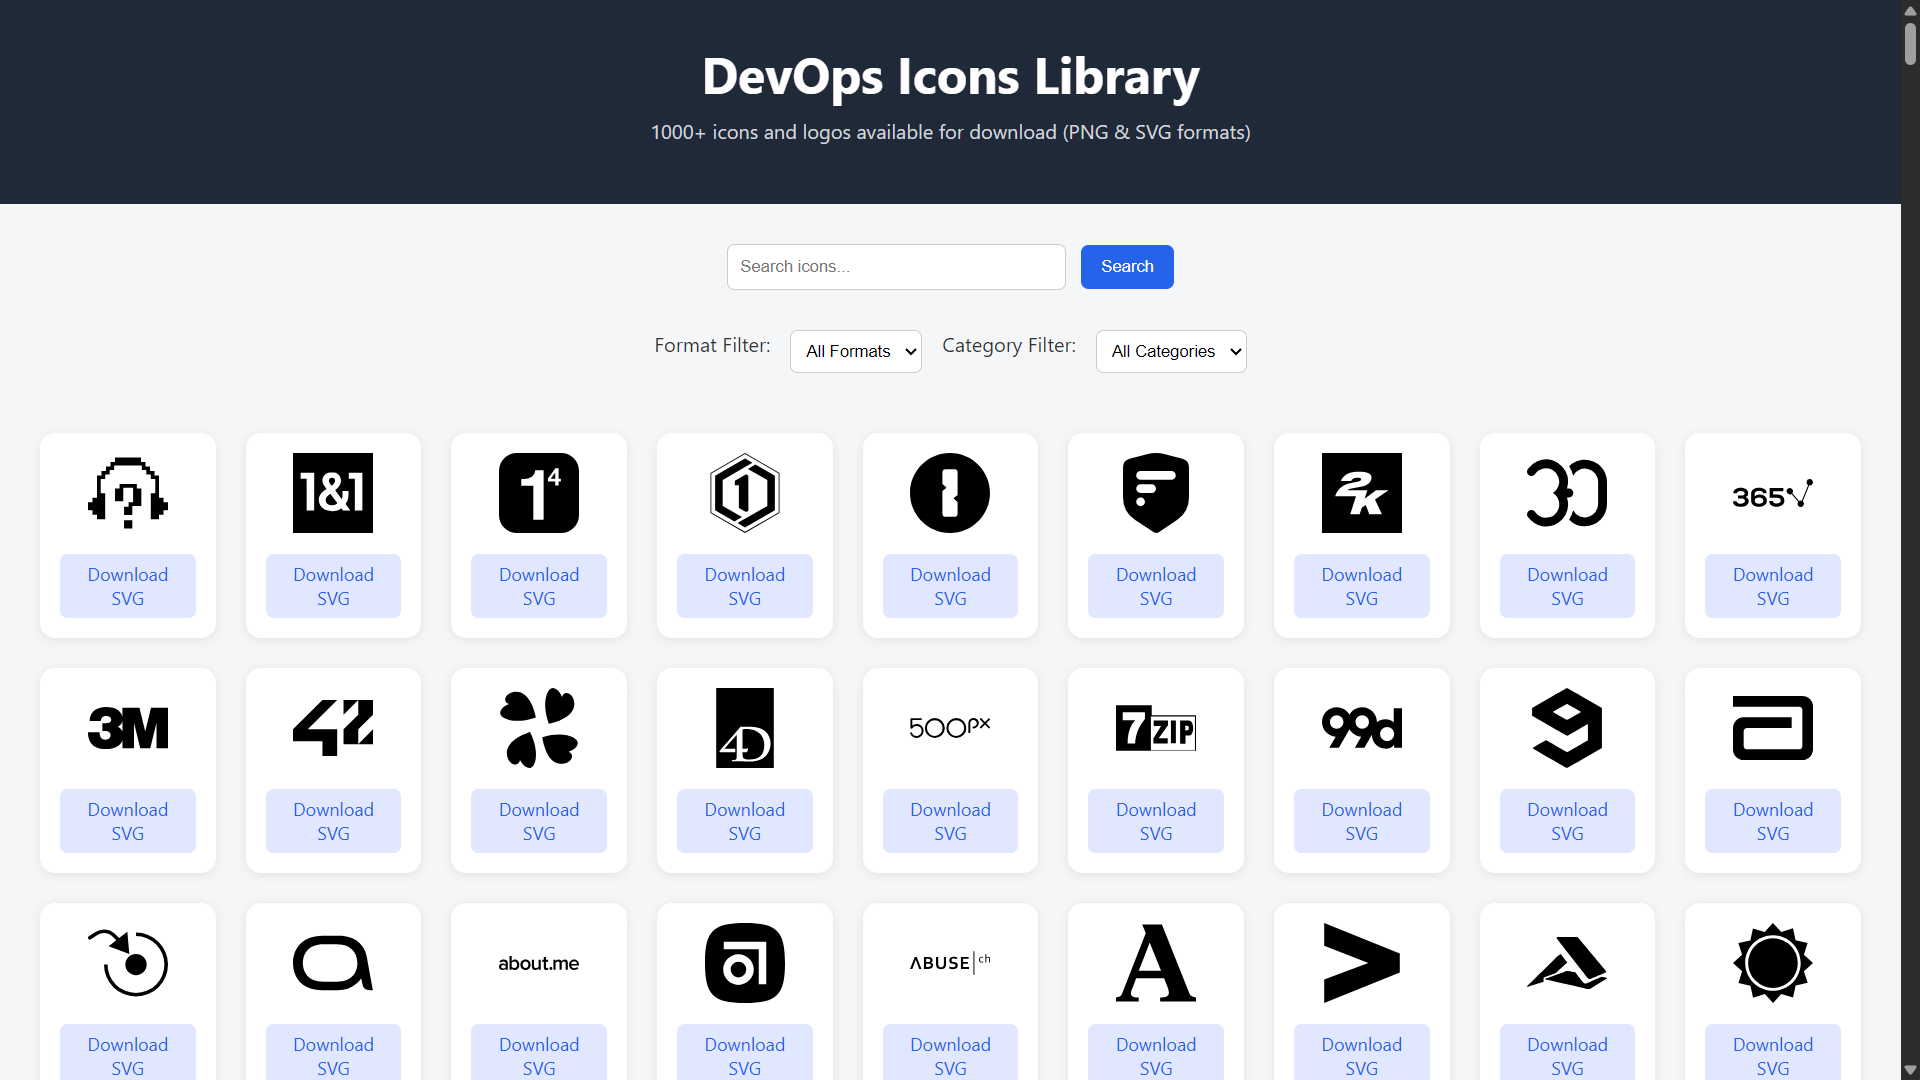 DevOps Icons Library
1000+ icons and logos available for download (PNG & SVG formats)
Search icons...
Search
Format Filter:
All Formats
Category Filter:
All Categories
?
1&1
14
1
2K
30
365
Download
SVG
Download
SVG
Download
SVG
Download
SVG
Download
SVG
Download
SVG
Download
SVG
Download
SVG
Download
SVG
3M
42
4D
500px
7ZIP
99d
9
a
Download
SVG
Download
SVG
Download
SVG
Download
SVG
Download
SVG
Download
SVG
Download
SVG
Download
SVG
Download
SVG
a
about.me
a
ABUSE|ch
A
>
Download
SVG
Download
SVG
Download
SVG
Download
SVG
Download
SVG
Download
SVG
Download
SVG
Download
SVG
Download
SVG